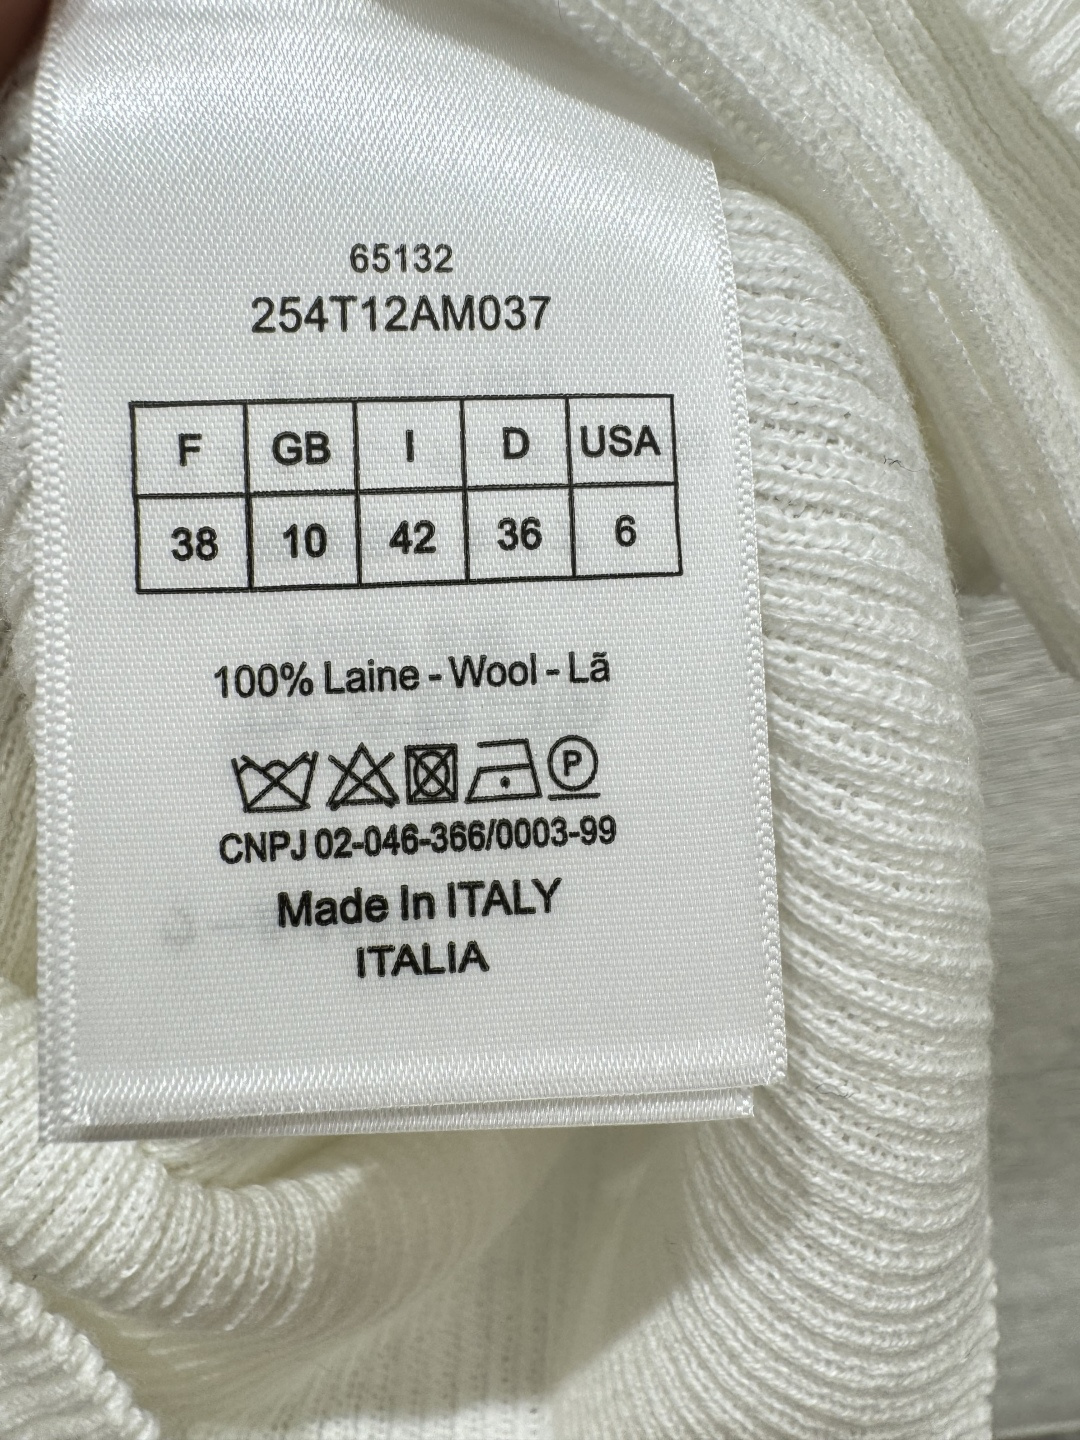 65132
254T12AM037
F GB I D USA
38 10 42 36 6
100% Laine - Wool - Lã
P
CNPJ 02-046-366/0003-99
Made In ITALY
ITALIA